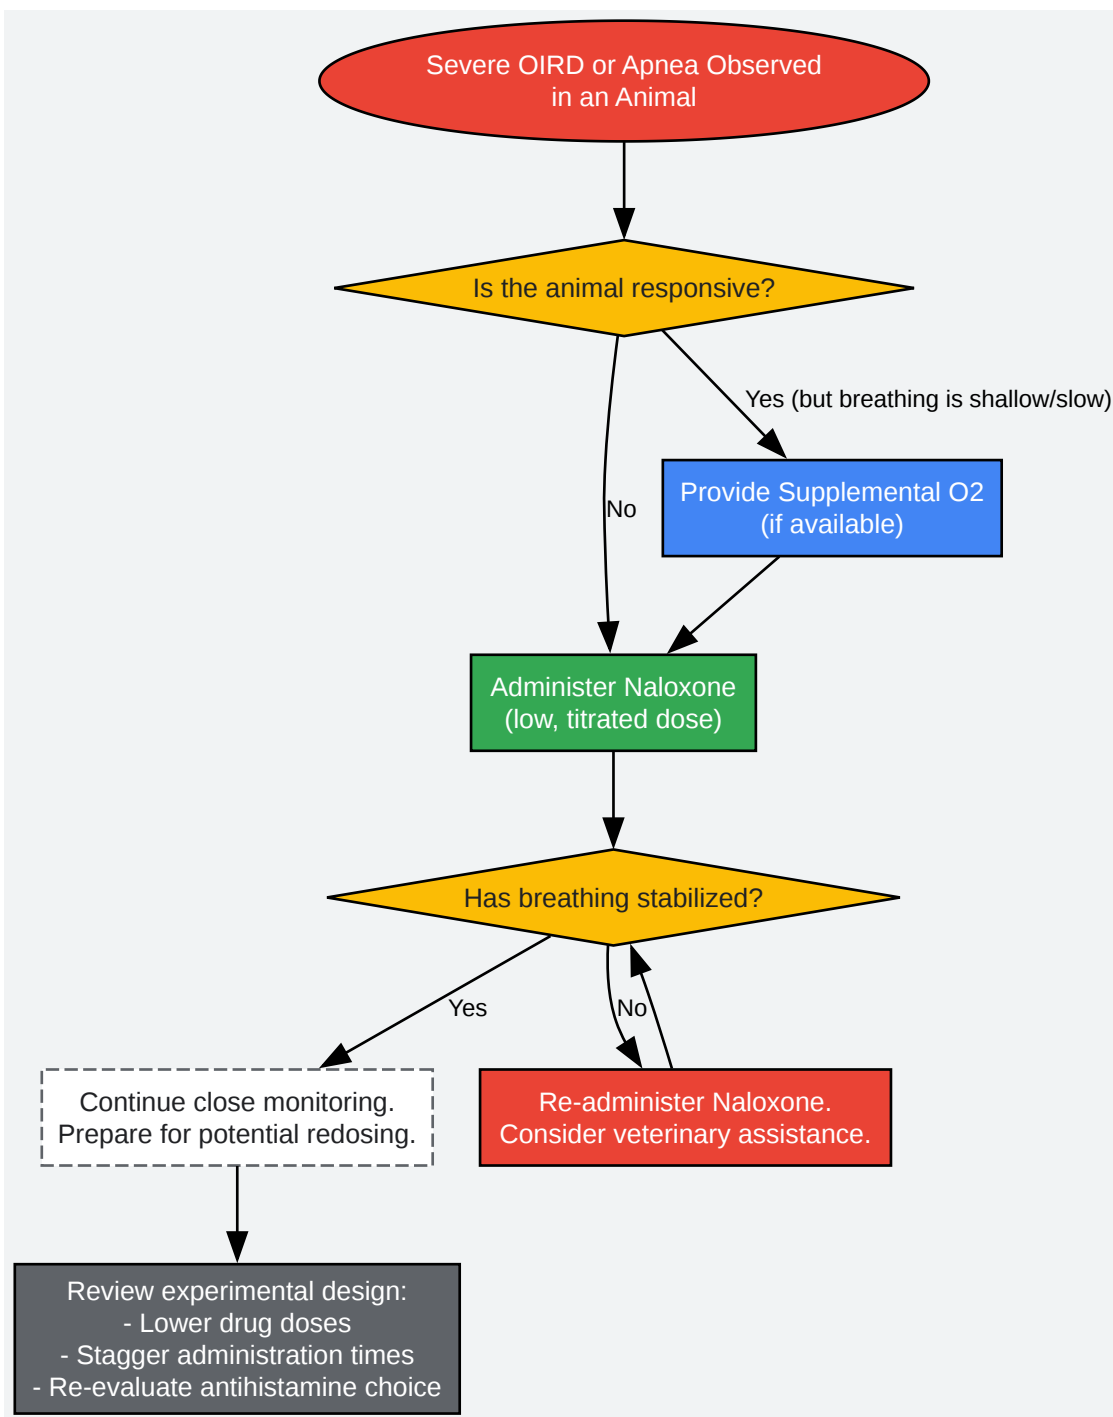 Severe OIRD or Apnea Observed
in an Animal
Is the animal responsive?
Yes (but breathing is shallow/slow)
Provide Supplemental O2
(if available)
No
Administer Naloxone
(low, titrated dose)
Has breathing stabilized?
Yes
No
Continue close monitoring.
Prepare for potential redosing.
Re-administer Naloxone.
Consider veterinary assistance.
Review experimental design:
- Lower drug doses
- Stagger administration times
- Re-evaluate antihistamine choice